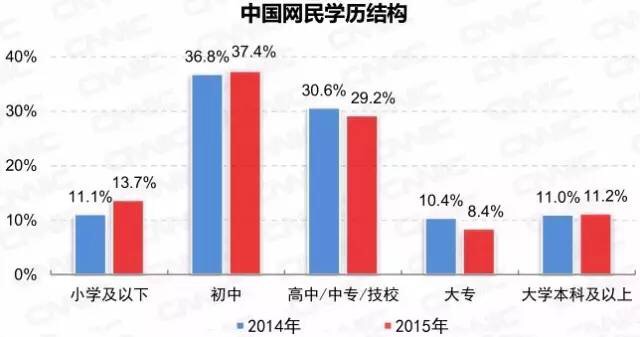 中国网民学历结构
40%
30%
20%
10%
0%
11.1% 13.7% 36.8% 37.4% 30.6% 29.2% 10.4% 8.4% 11.0% 11.2%
小学及以下 初中 高中/中专/技校 大专 大学本科及以上
2014年 2015年
CNNIC